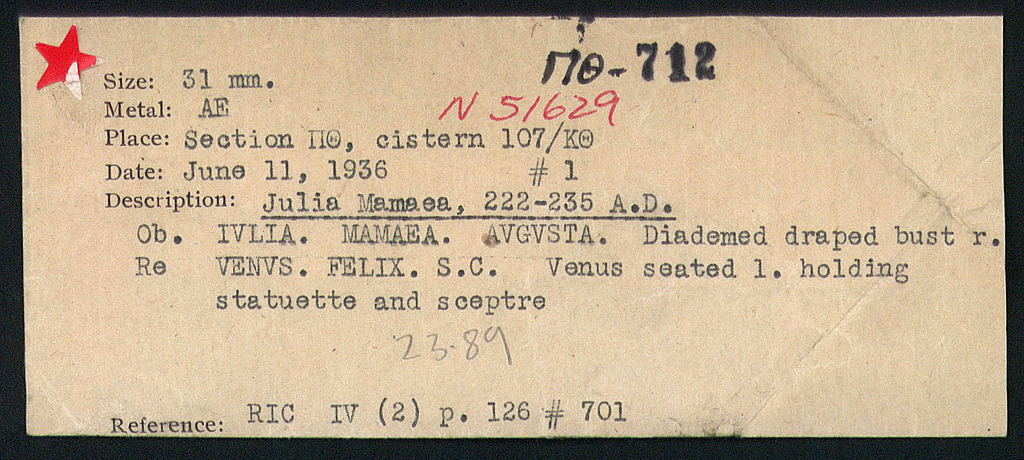 ΠΘ-712
Size: 31 mm.
N 51629
Metal: AE
Place: Section ΠΘ, cistern 107/ΚΘ
Date: June 11, 1936 # 1
Description: Julia Mamaea, 222-235 A.D.
Ob. IVLIA. MAMAEA. AVGVSTA. Diademed draped bust r.
Re VENVS. FELIX. S.C. Venus seated l. holding
statuette and sceptre
23-89
Reference: RIC IV (2) p. 126 # 701